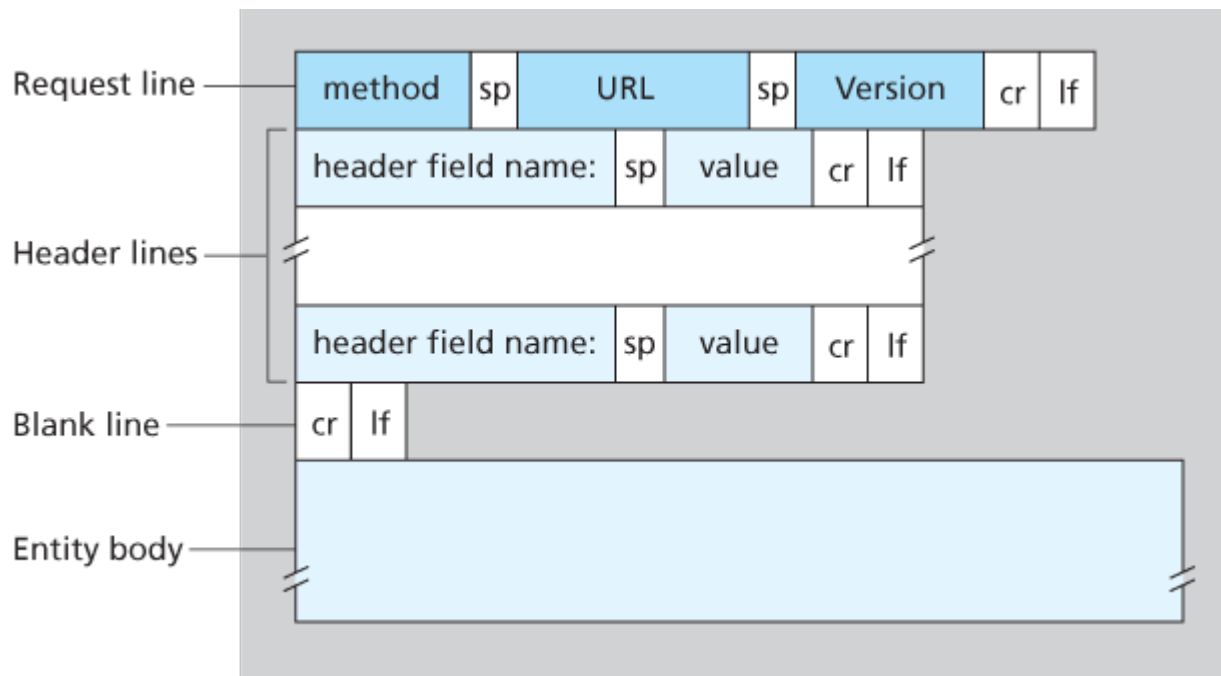 Request line method sp URL sp Version cr lf
header field name: sp value cr lf
Header lines
header field name: sp value cr lf
Blank line cr lf
Entity body